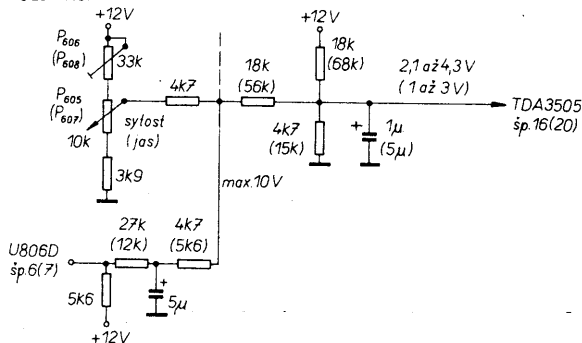 +12V
P606
(P608)
33k
P605
(P607)
10k
sýtost
(jas)
3k9
4k7
18k
(56k)
+12V
18k
(68k)
4k7
(15k)
1µ
(5µ)
2,1 až 4,3 V
(1 až 3 V)
TDA3505
šp.16(20)
max.10V
U806D
šp.6(7)
27k
(12k)
4k7
(5k6)
5k6
+
5µ
+12V